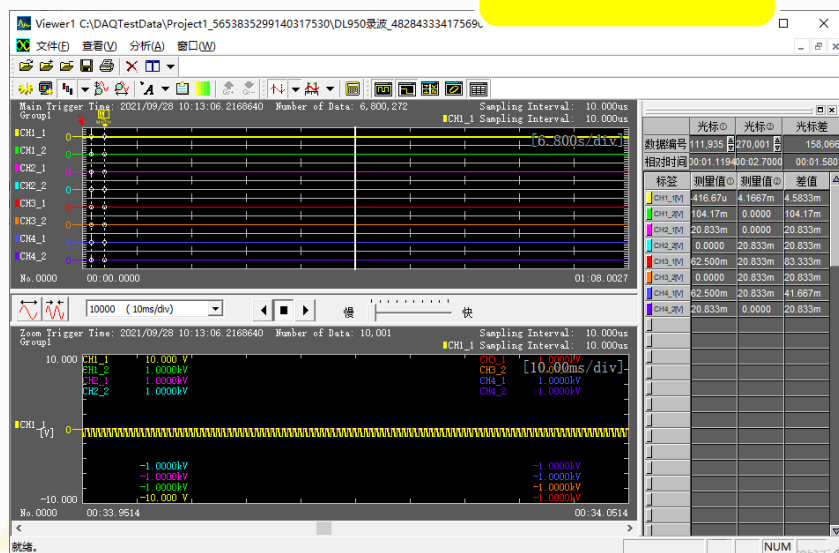 Viewer1 C:\DAQTestData\Project1_5653835299140317530\DL950录波_48284333417569
文件(F) 查看(V) 分析(A) 窗口(W)
Main Trigger Time: 2021/09/28 10:13:06.2168640 Number of Data: 6,800,272 Sampling Interval: 10.000us
Group1 CH1_1 Sampling Interval: 10.000us
[6.800s/div]
CH1_1 0
CH1_2 0
CH2_1 0
CH2_2 0
CH3_1 0
CH3_2 0
CH4_1 0
CH4_2 0
No.0000 00:00.0000 01:08.0027
10000 ( 10ms/div) 慢 快
Zoom Trigger Time: 2021/09/28 10:13:06.2168640 Number of Data: 10,001 Sampling Interval: 10.000us
Group1 CH1_1 Sampling Interval: 10.000us
[10.00ms/div]
10.000 CH1_1 10.000 V CH3_1 1.0000kV
CH1_2 1.0000kV CH3_2 1.0000kV
CH2_1 1.0000kV CH4_1 1.0000kV
CH2_2 1.0000kV CH4_2 1.0000kV
CH1_1
[V] 0
-1.0000kV -1.0000kV
-1.0000kV -1.0000kV
-1.0000kV -1.0000kV
-10.000 -10.000 V -1.0000kV
No.0000 00:33.9514 00:34.0514
光标① 光标② 光标差
数据编号 111,935 270,001 158,066
相对时间 00:01.1194 00:02.7000 00:01.580
标签 测里值① 测里值② 差值
CH1_1[V] -416.67u 4.1667m 4.5833m
CH1_2[V] 104.17m 0.0000 104.17m
CH2_1[V] 20.833m 0.0000 20.833m
CH2_2[V] 0.0000 20.833m 20.833m
CH3_1[V] 62.500m 20.833m 83.333m
CH3_2[V] 0.0000 20.833m 20.833m
CH4_1[V] 62.500m 20.833m 41.667m
CH4_2[V] 20.833m 0.0000 20.833m
就绪。 NUM